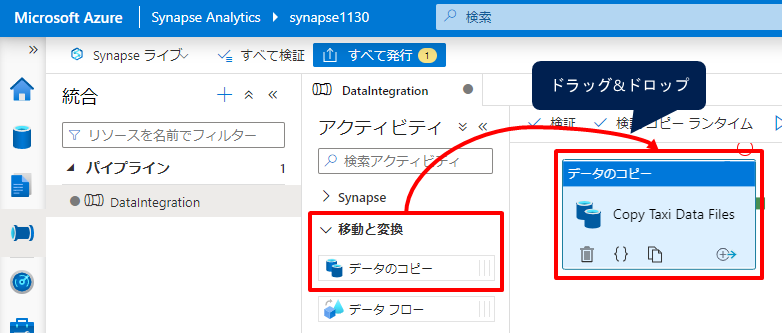 Microsoft Azure Synapse Analytics › synapse1130 検索
Synapse ライブ すべて検証 すべて発行 1
統合
リソースを名前でフィルター
パイプライン 1
DataIntegration
DataIntegration
アクティビティ
検索アクティビティ
Synapse
移動と変換
データのコピー
データ フロー
ドラッグ&ドロップ
検証 コピー ランタイム
データのコピー
Copy Taxi Data Files